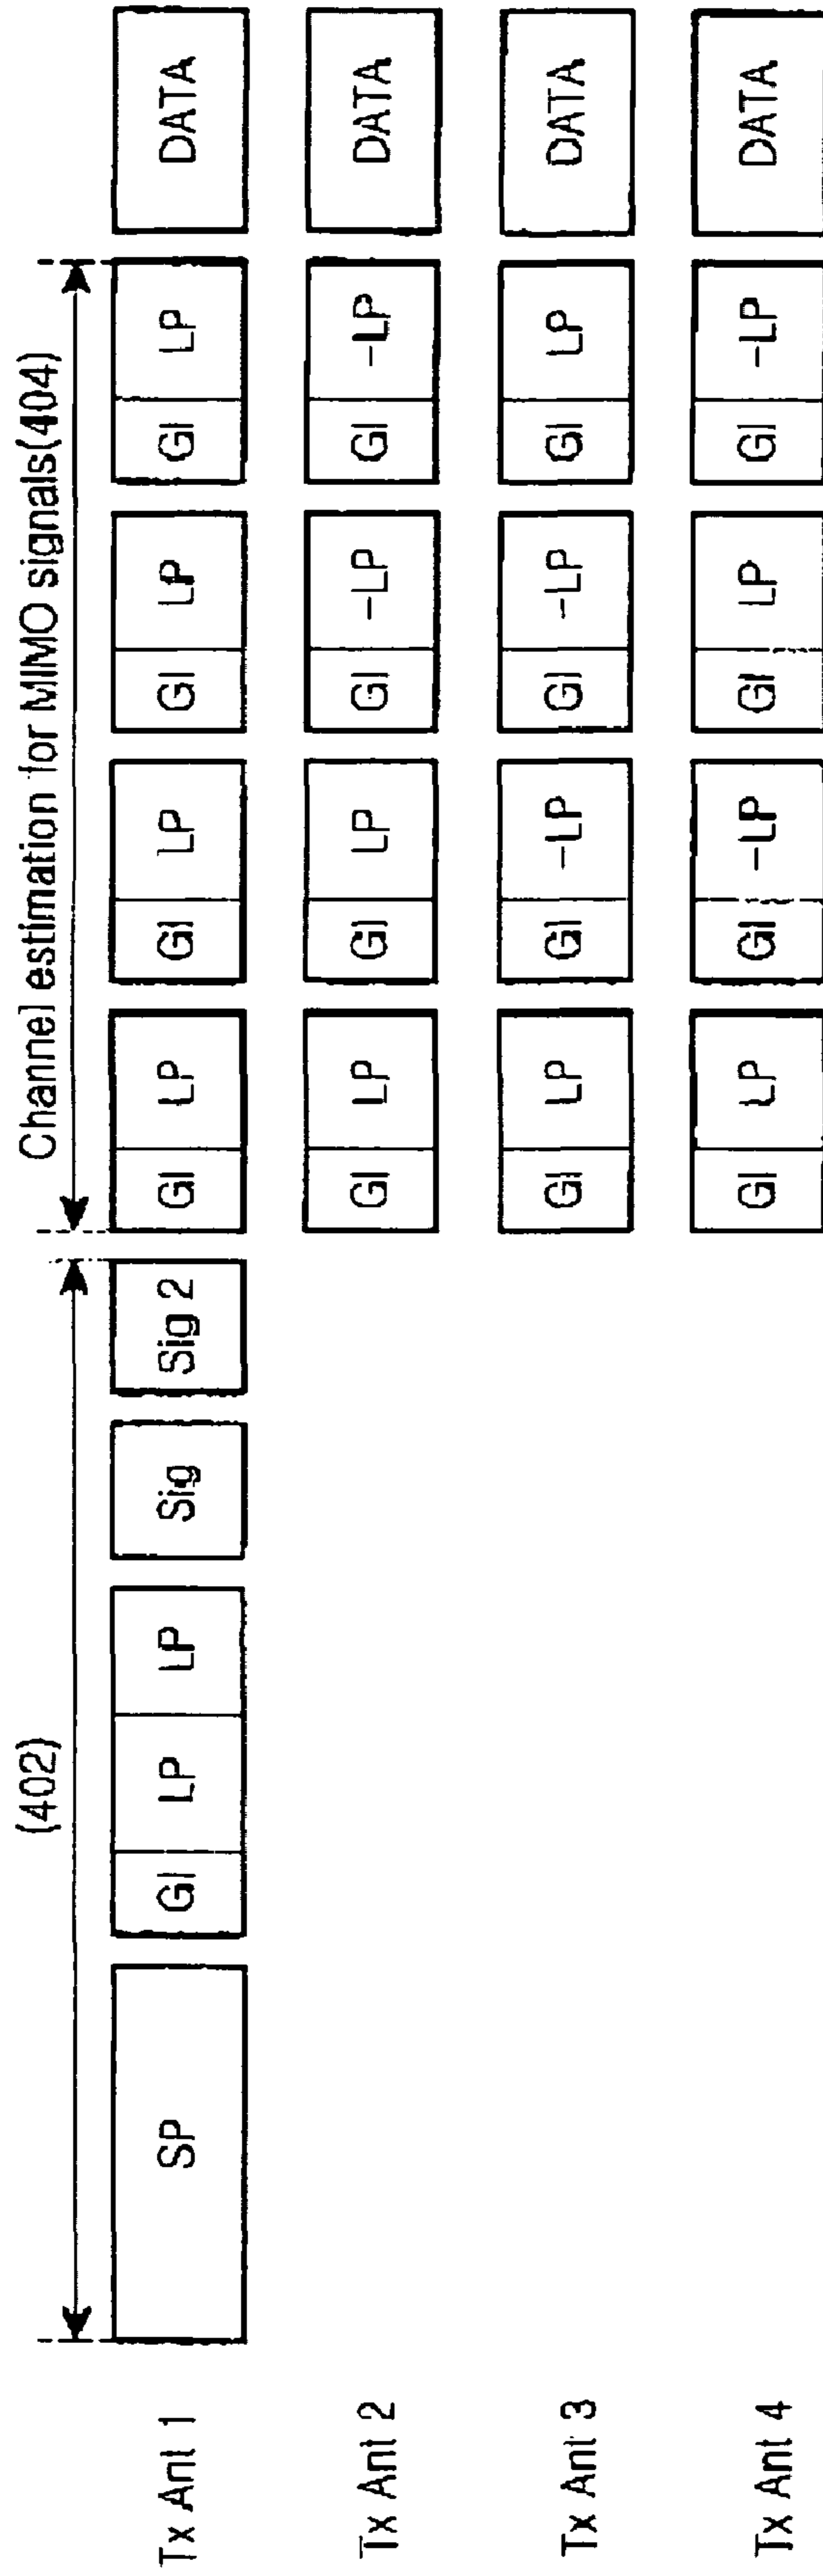 (402) Channel estimation for MIMO signals(404)
Tx Ant 1 SP GI LP LP Sig Sig 2 GI LP GI LP GI LP GI LP DATA
Tx Ant 2 GI LP GI LP GI -LP GI -LP DATA
Tx Ant 3 GI LP GI -LP GI -LP GI LP DATA
Tx Ant 4 GI LP GI -LP GI LP GI -LP DATA